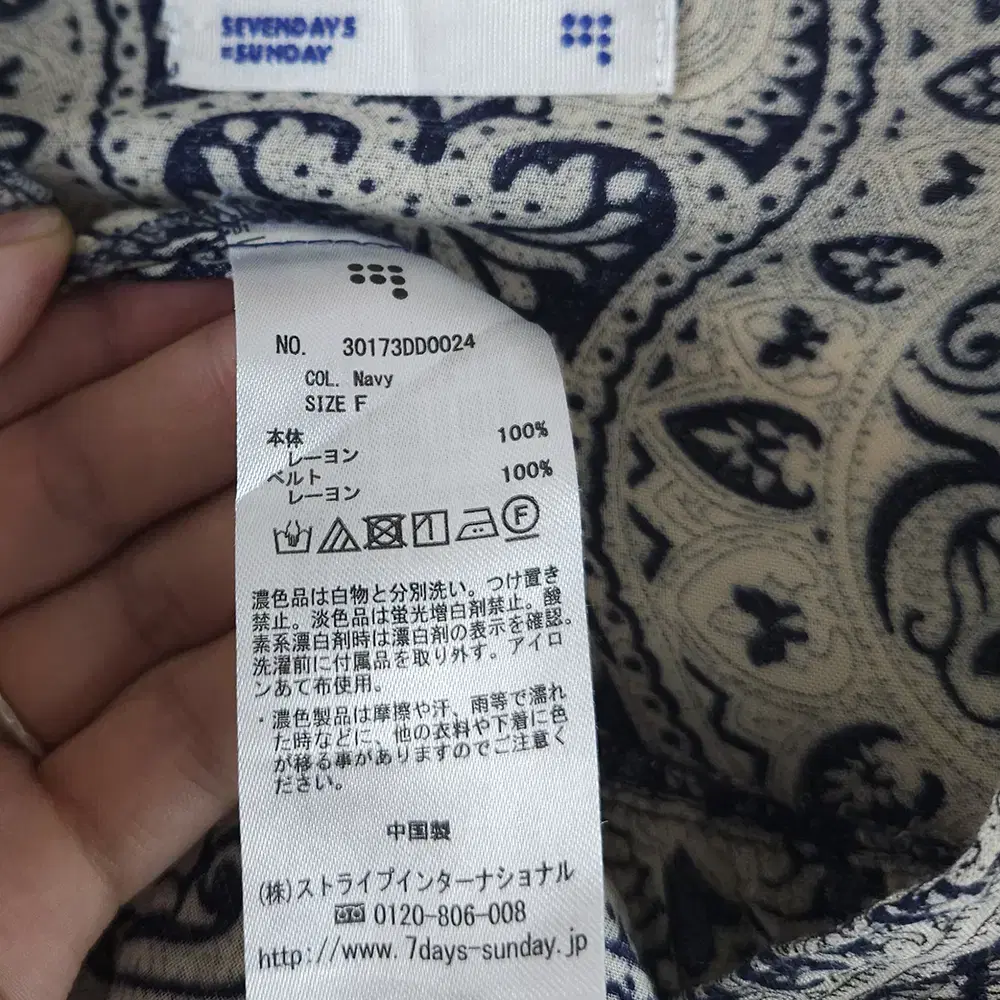 SEVENDAYS
=SUNDAY
NO. 30173DD0024
COL. Navy
SIZE F
本体 100%
レーヨン
ベルト 100%
レーヨン
F
濃色品は白物と分別洗い。つけ置き
禁止。淡色品は蛍光増白剤禁止。酸
素系漂白剤時は漂白剤の表示を確認。
洗濯前に付属品を取り外す。アイロ
ンあて布使用。
・濃色製品は摩擦や汗、雨等で濡れ
た時などに、他の衣料や下着に色
が移る事がありますのでご注意く
ださい。
中国製
(株)ストライプインターナショナル
0120-806-008
http://www.7days-sunday.jp